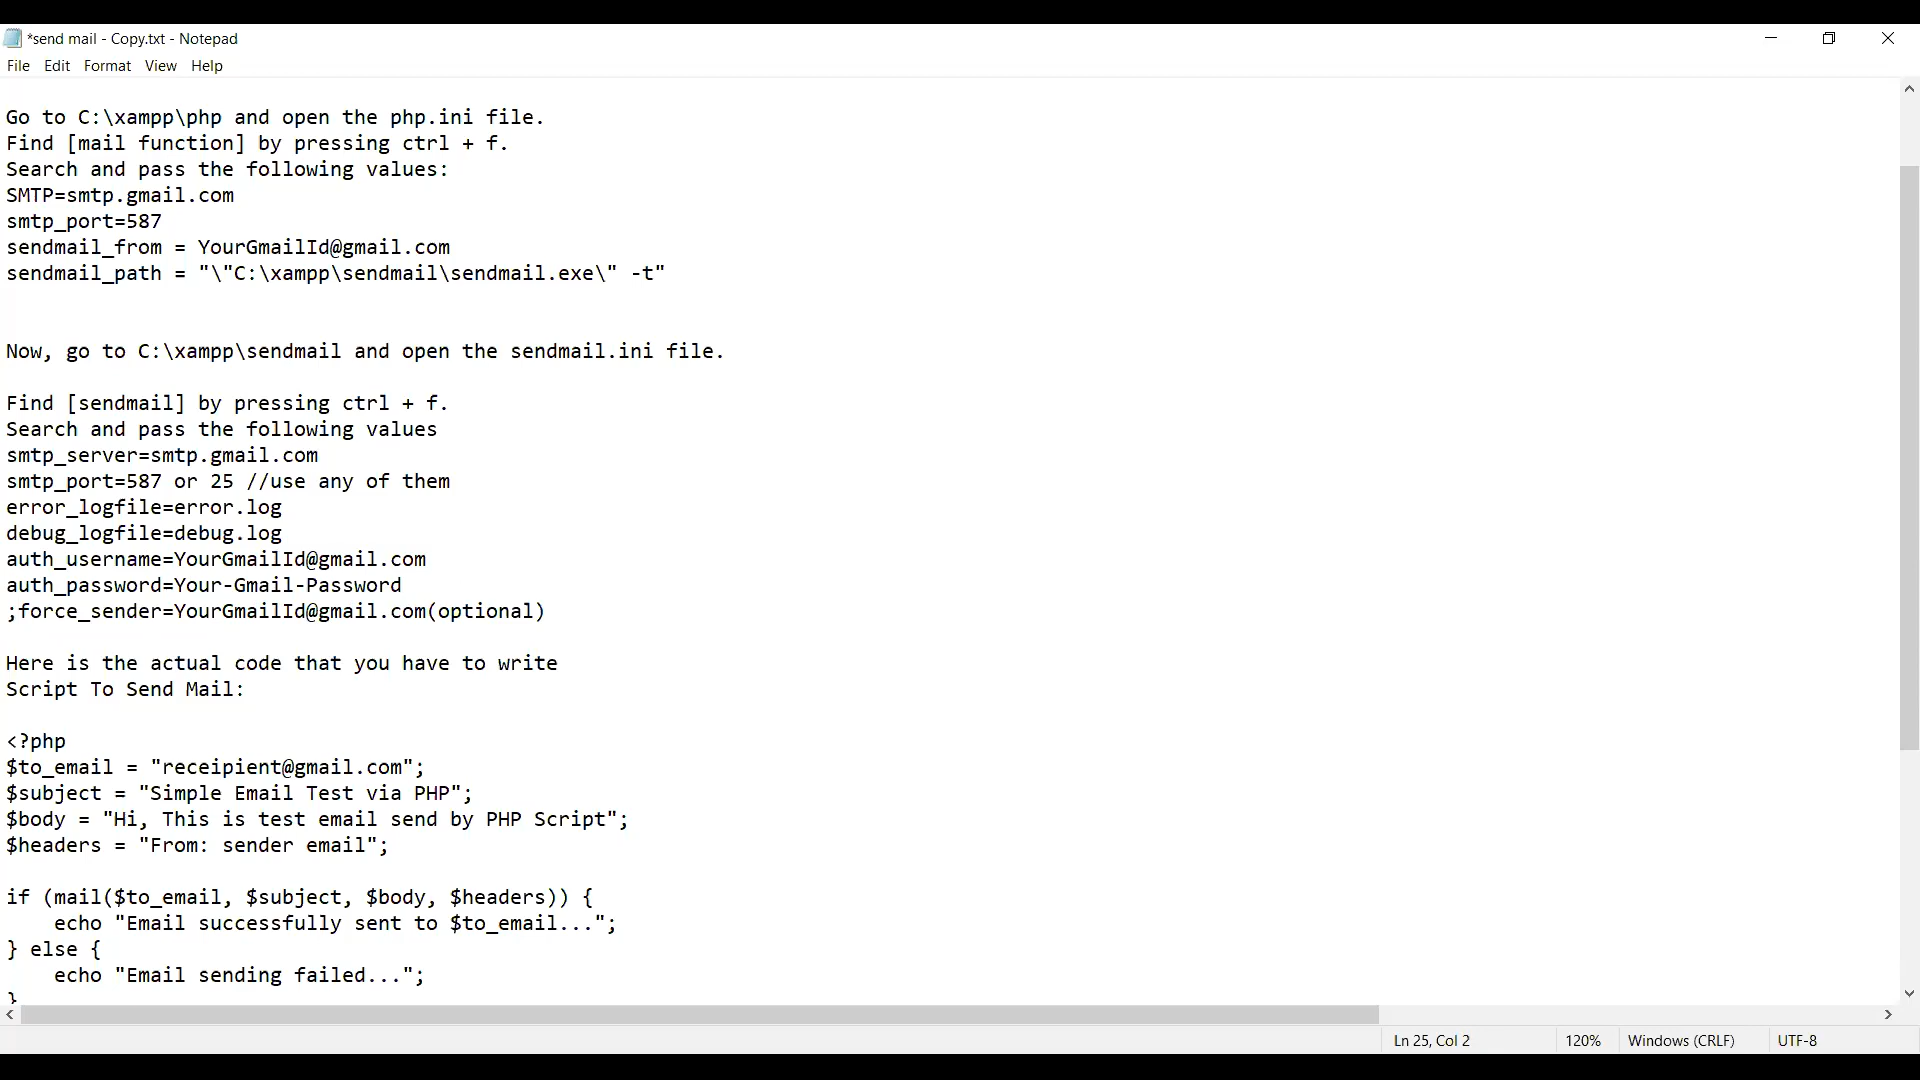 *send mail - Copy.txt - Notepad
File Edit Format View Help
Go to C:\xampp\php and open the php.ini file.
Find [mail function] by pressing ctrl + f.
Search and pass the following values:
SMTP=smtp.gmail.com
smtp_port=587
sendmail_from = YourGmailId@gmail.com
sendmail_path = "\"C:\xampp\sendmail\sendmail.exe\" -t"
Now, go to C:\xampp\sendmail and open the sendmail.ini file.
Find [sendmail] by pressing ctrl + f.
Search and pass the following values
smtp_server=smtp.gmail.com
smtp_port=587 or 25 //use any of them
error_logfile=error.log
debug_logfile=debug.log
auth_username=YourGmailId@gmail.com
auth_password=Your-Gmail-Password
;force_sender=YourGmailId@gmail.com(optional)
Here is the actual code that you have to write
Script To Send Mail:
<?php
$to_email = "receipient@gmail.com";
$subject = "Simple Email Test via PHP";
$body = "Hi, This is test email send by PHP Script";
$headers = "From: sender email";
if (mail($to_email, $subject, $body, $headers)) {
    echo "Email successfully sent to $to_email...";
} else {
    echo "Email sending failed...";
}
Ln 25, Col 2 120% Windows (CRLF) UTF-8